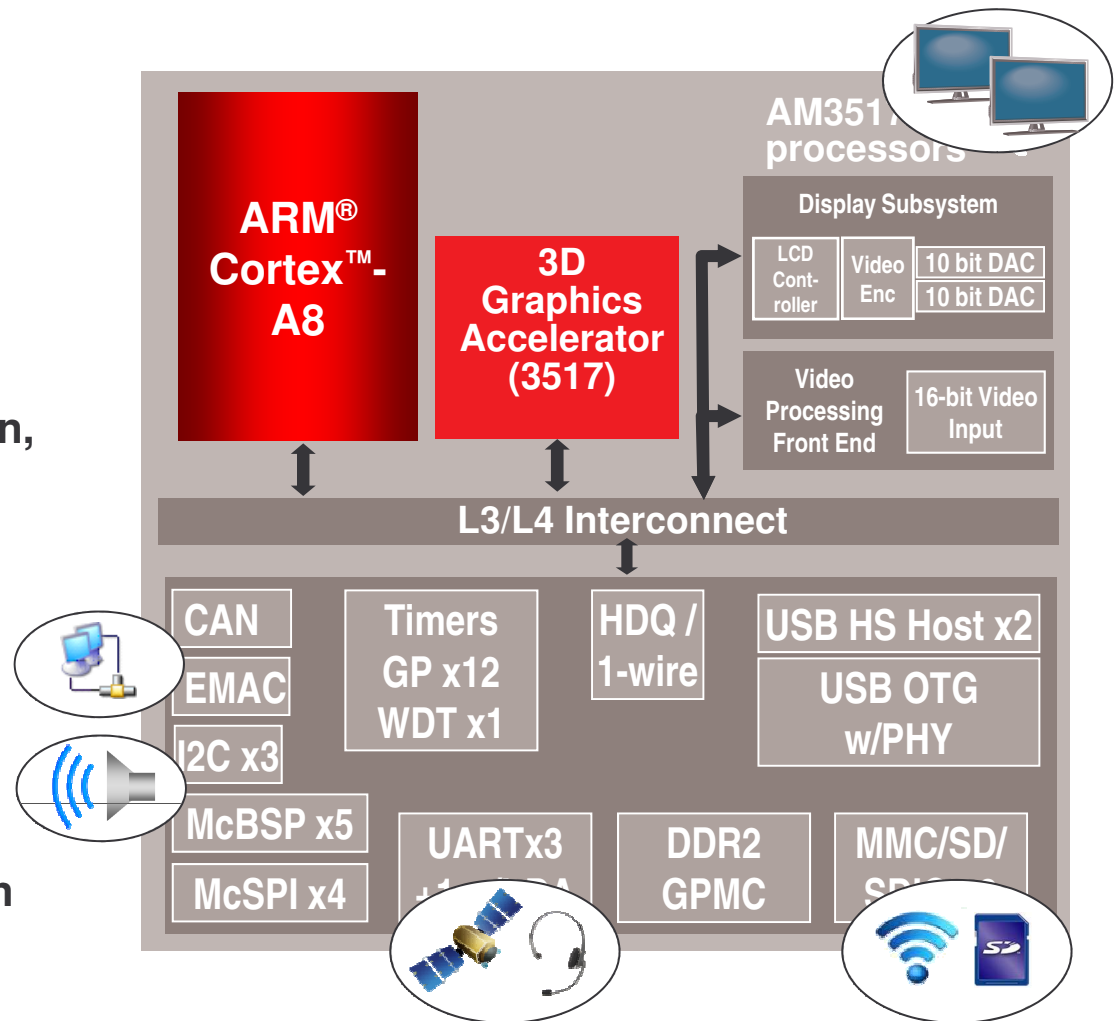 AM3517
processors
ARM® Cortex™-
A8
3D
Graphics
Accelerator
(3517)
Display Subsystem
LCD
Cont-
roller
Video
Enc
10 bit DAC
10 bit DAC
Video
Processing
Front End
16-bit Video
Input
n,
L3/L4 Interconnect
CAN
EMAC
I2C x3
McBSP x5
McSPI x4
Timers
GP x12
WDT x1
HDQ /
1-wire
USB HS Host x2
USB OTG
w/PHY
UARTx3
DDR2
GPMC
MMC/SD/
n
SD